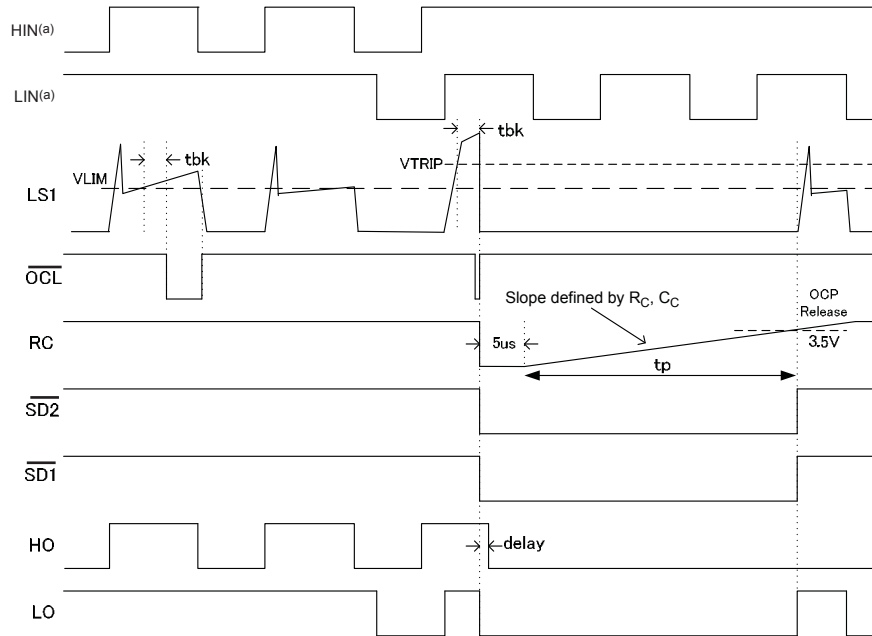 HIN(a)
LIN(a)
tbk
tbk
VTRIP
VLIM
LS1
OCL
Slope defined by RC, CC
OCP
Release
RC
5us
3.5V
tp
SD2
SD1
HO
delay
LO